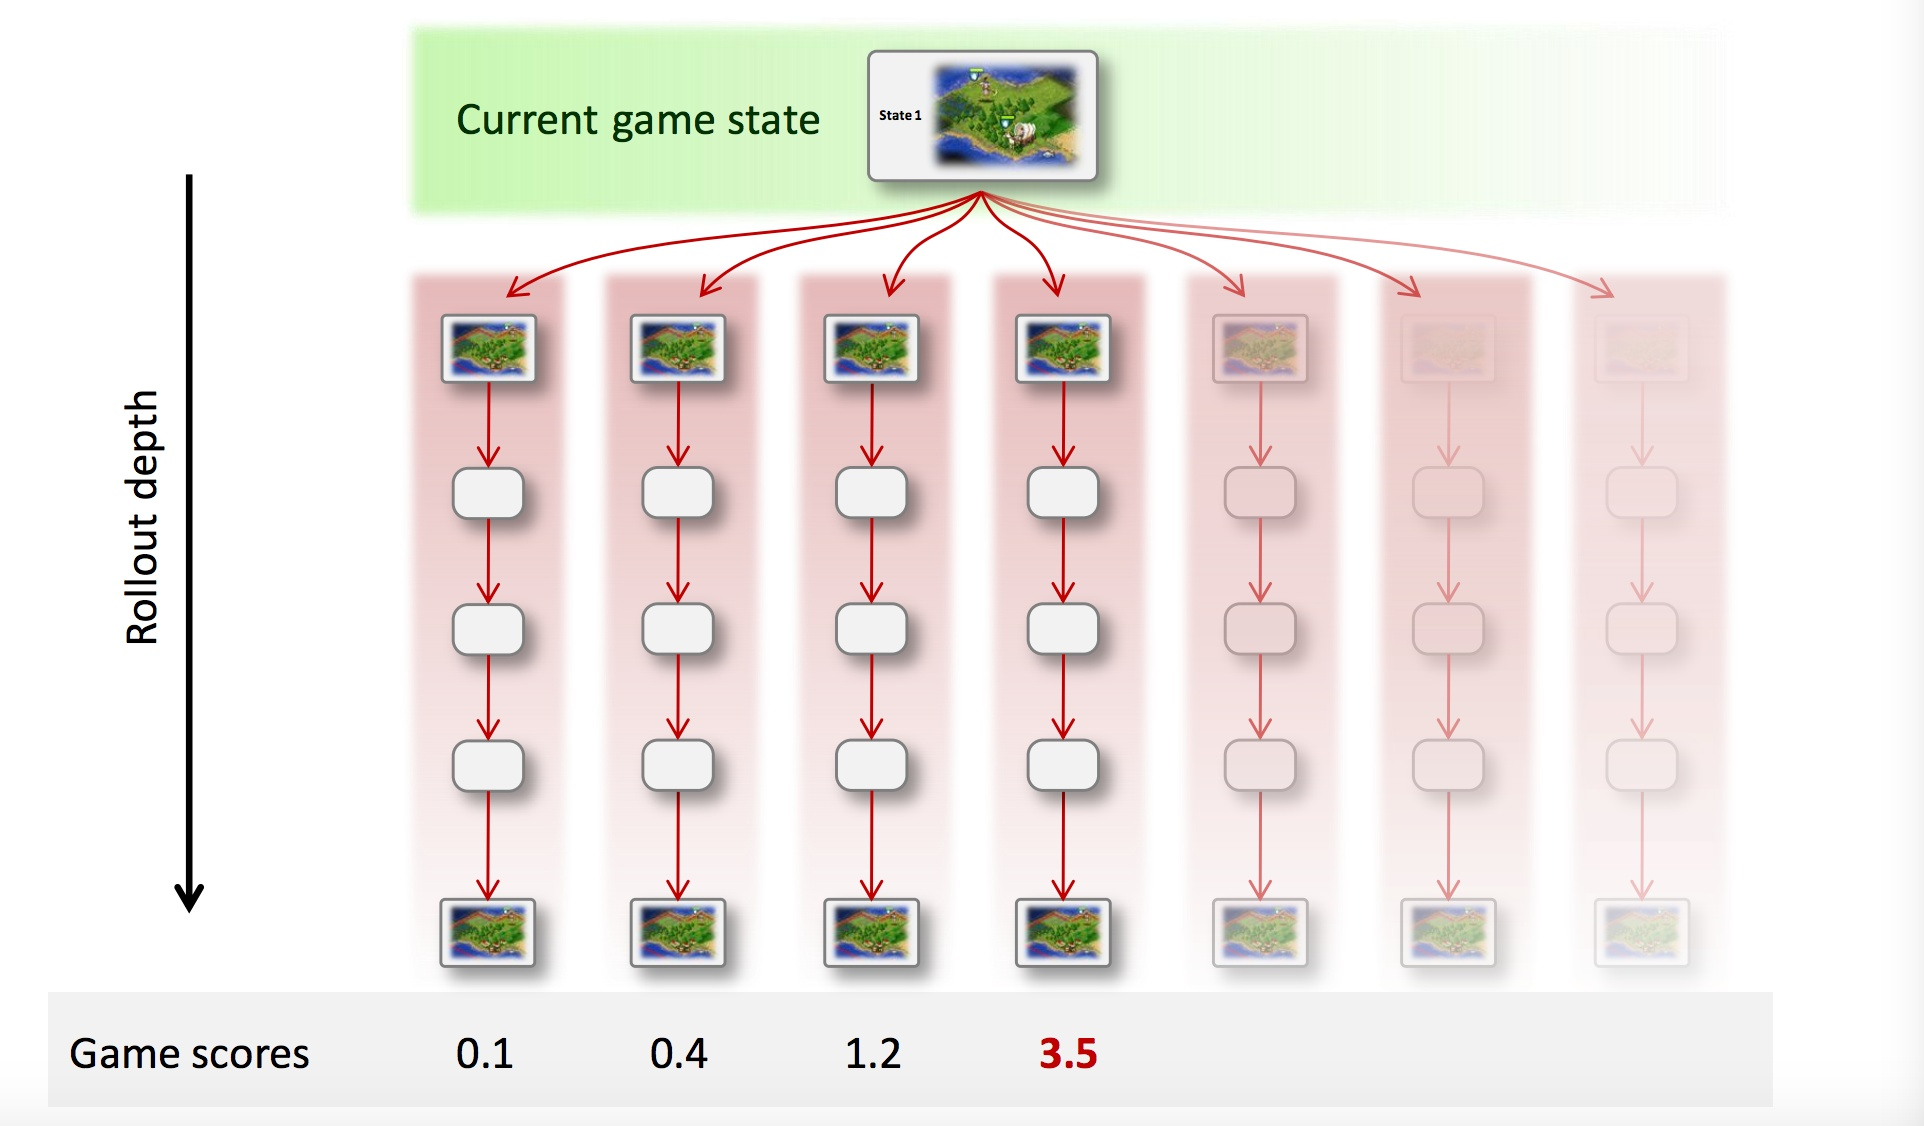 Current game state
State 1
Rollout depth
Game scores 0.1 0.4 1.2 3.5